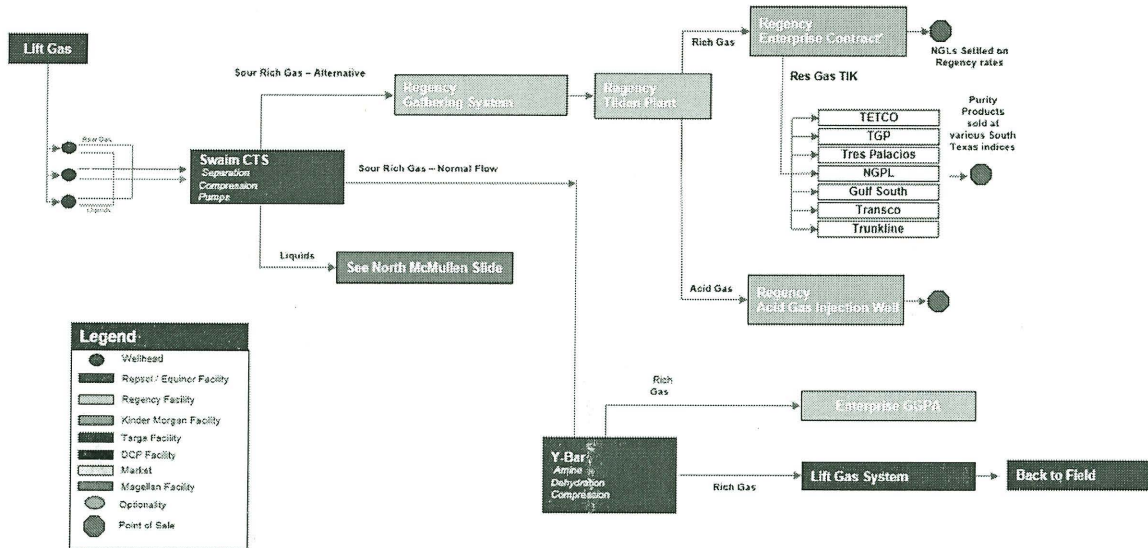 Lift Gas
Raw Gas
Liquids
Swaim CTS
Separation
Compression
Pumps
Sour Rich Gas – Alternative
Regency
Gathering System
Regency
Tilden Plant
Rich Gas
Regency
Enterprise Contract*
NGLs Settled on
Regency rates
Res Gas TIK
TETCO
TGP
Tres Palacios
NGPL
Gulf South
Transco
Trunkline
Purity
Products
sold at
various South
Texas indices
Sour Rich Gas – Normal Flow
Liquids
See North McMullen Slide
Acid Gas
Regency
Acid Gas Injection Well
Rich
Gas
Enterprise GGPA
Y-Bar
Amine
Dehydration
Compression
Rich Gas
Lift Gas System
Back to Field
Legend
Wellhead
Repsol / Equinor Facility
Regency Facility
Kinder Morgan Facility
Targa Facility
DCP Facility
Market
Magellan Facility
Optionality
Point of Sale